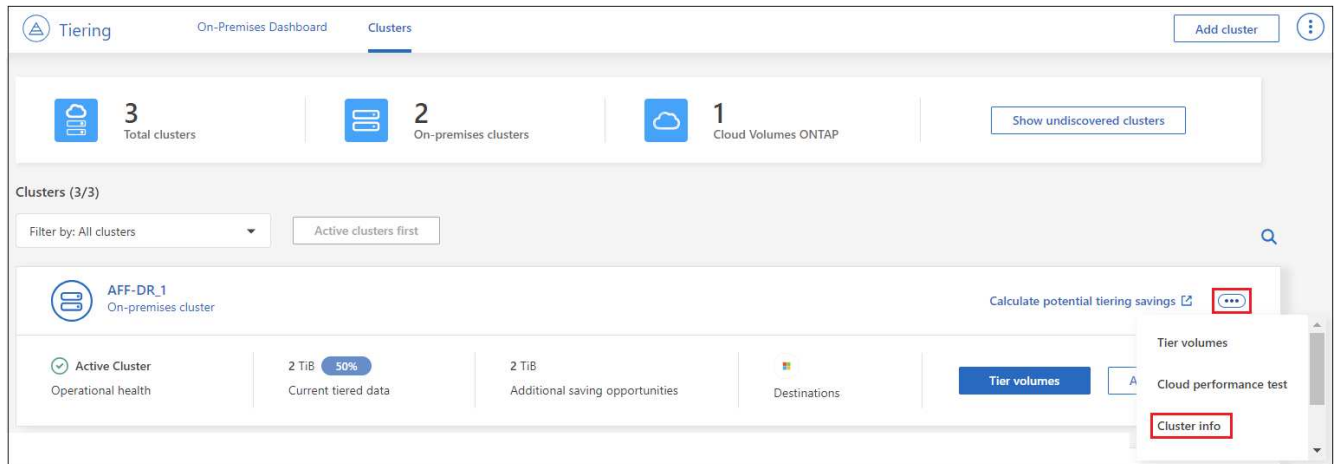 Tiering
On-Premises Dashboard
Clusters
Add cluster
3
Total clusters
2
On-premises clusters
1
Cloud Volumes ONTAP
Show undiscovered clusters
Clusters (3/3)
Filter by: All clusters
Active clusters first
AFF-DR_1
On-premises cluster
Calculate potential tiering savings
Active Cluster
Operational health
2 TiB 50%
Current tiered data
2 TiB
Additional saving opportunities
Destinations
Tier volumes
A
Tier volumes
Cloud performance test
Cluster info